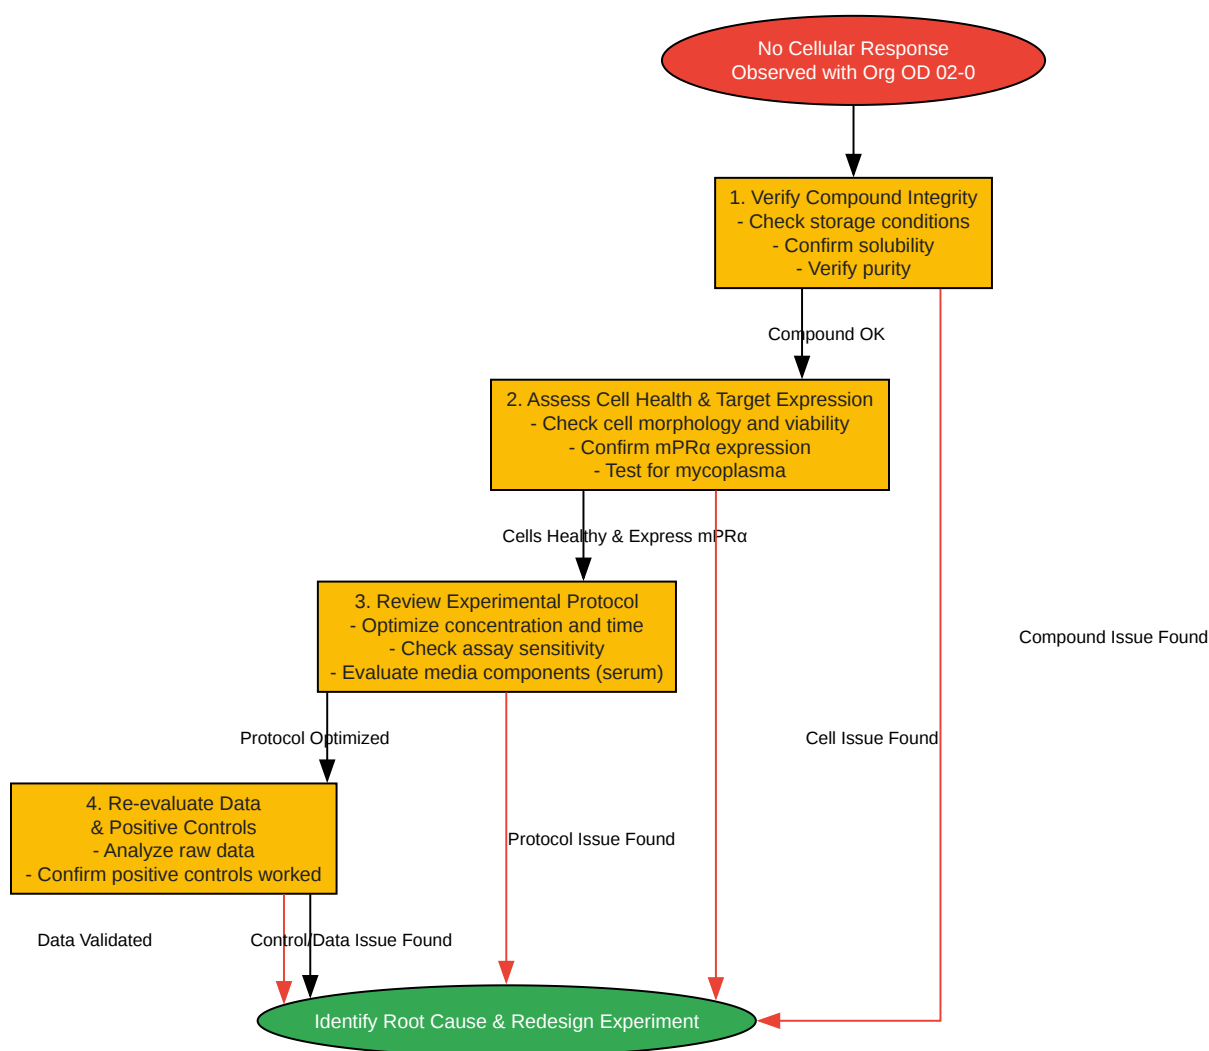 No Cellular Response
Observed with Org OD 02-0
1. Verify Compound Integrity
- Check storage conditions
- Confirm solubility
- Verify purity
Compound OK
2. Assess Cell Health & Target Expression
- Check cell morphology and viability
- Confirm mPRα expression
- Test for mycoplasma
Cells Healthy & Express mPRα
3. Review Experimental Protocol
- Optimize concentration and time
- Check assay sensitivity
- Evaluate media components (serum)
Compound Issue Found
Protocol Optimized
Cell Issue Found
4. Re-evaluate Data
& Positive Controls
- Analyze raw data
- Confirm positive controls worked
Protocol Issue Found
Data Validated
Control/Data Issue Found
Identify Root Cause & Redesign Experiment